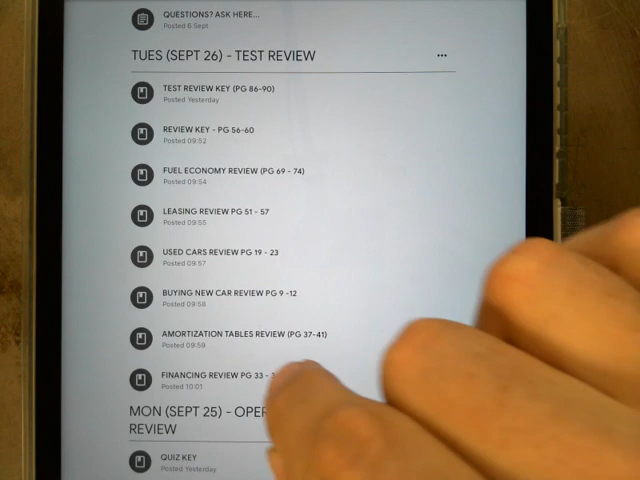 QUESTIONS? ASK HERE...
Posted 6 Sept
TUES (SEPT 26) - TEST REVIEW
TEST REVIEW KEY (PG 86-90)
Posted Yesterday
REVIEW KEY - PG 56-60
Posted 09:52
FUEL ECONOMY REVIEW (PG 69 - 74)
Posted 09:54
LEASING REVIEW PG 51 - 57
Posted 09:55
USED CARS REVIEW PG 19 - 23
Posted 09:57
BUYING NEW CAR REVIEW PG 9 -12
Posted 09:58
AMORTIZATION TABLES REVIEW (PG 37-41)
Posted 09:59
FINANCING REVIEW PG 33 -
Posted 10:01
MON (SEPT 25) -
REVIEW
QUIZ KEY
Posted Yesterday